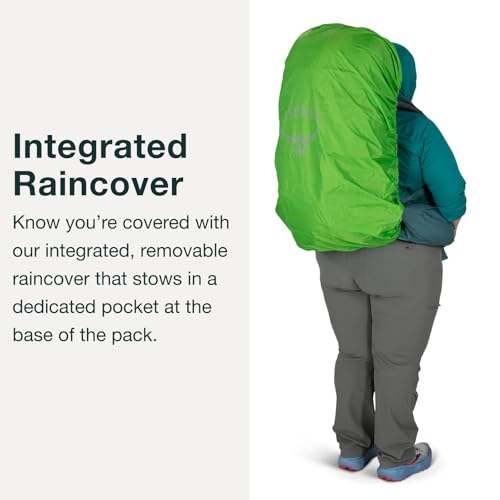 Integrated
Raincover
Know you’re covered with
our integrated, removable
raincover that stows in a
dedicated pocket at the
base of the pack.